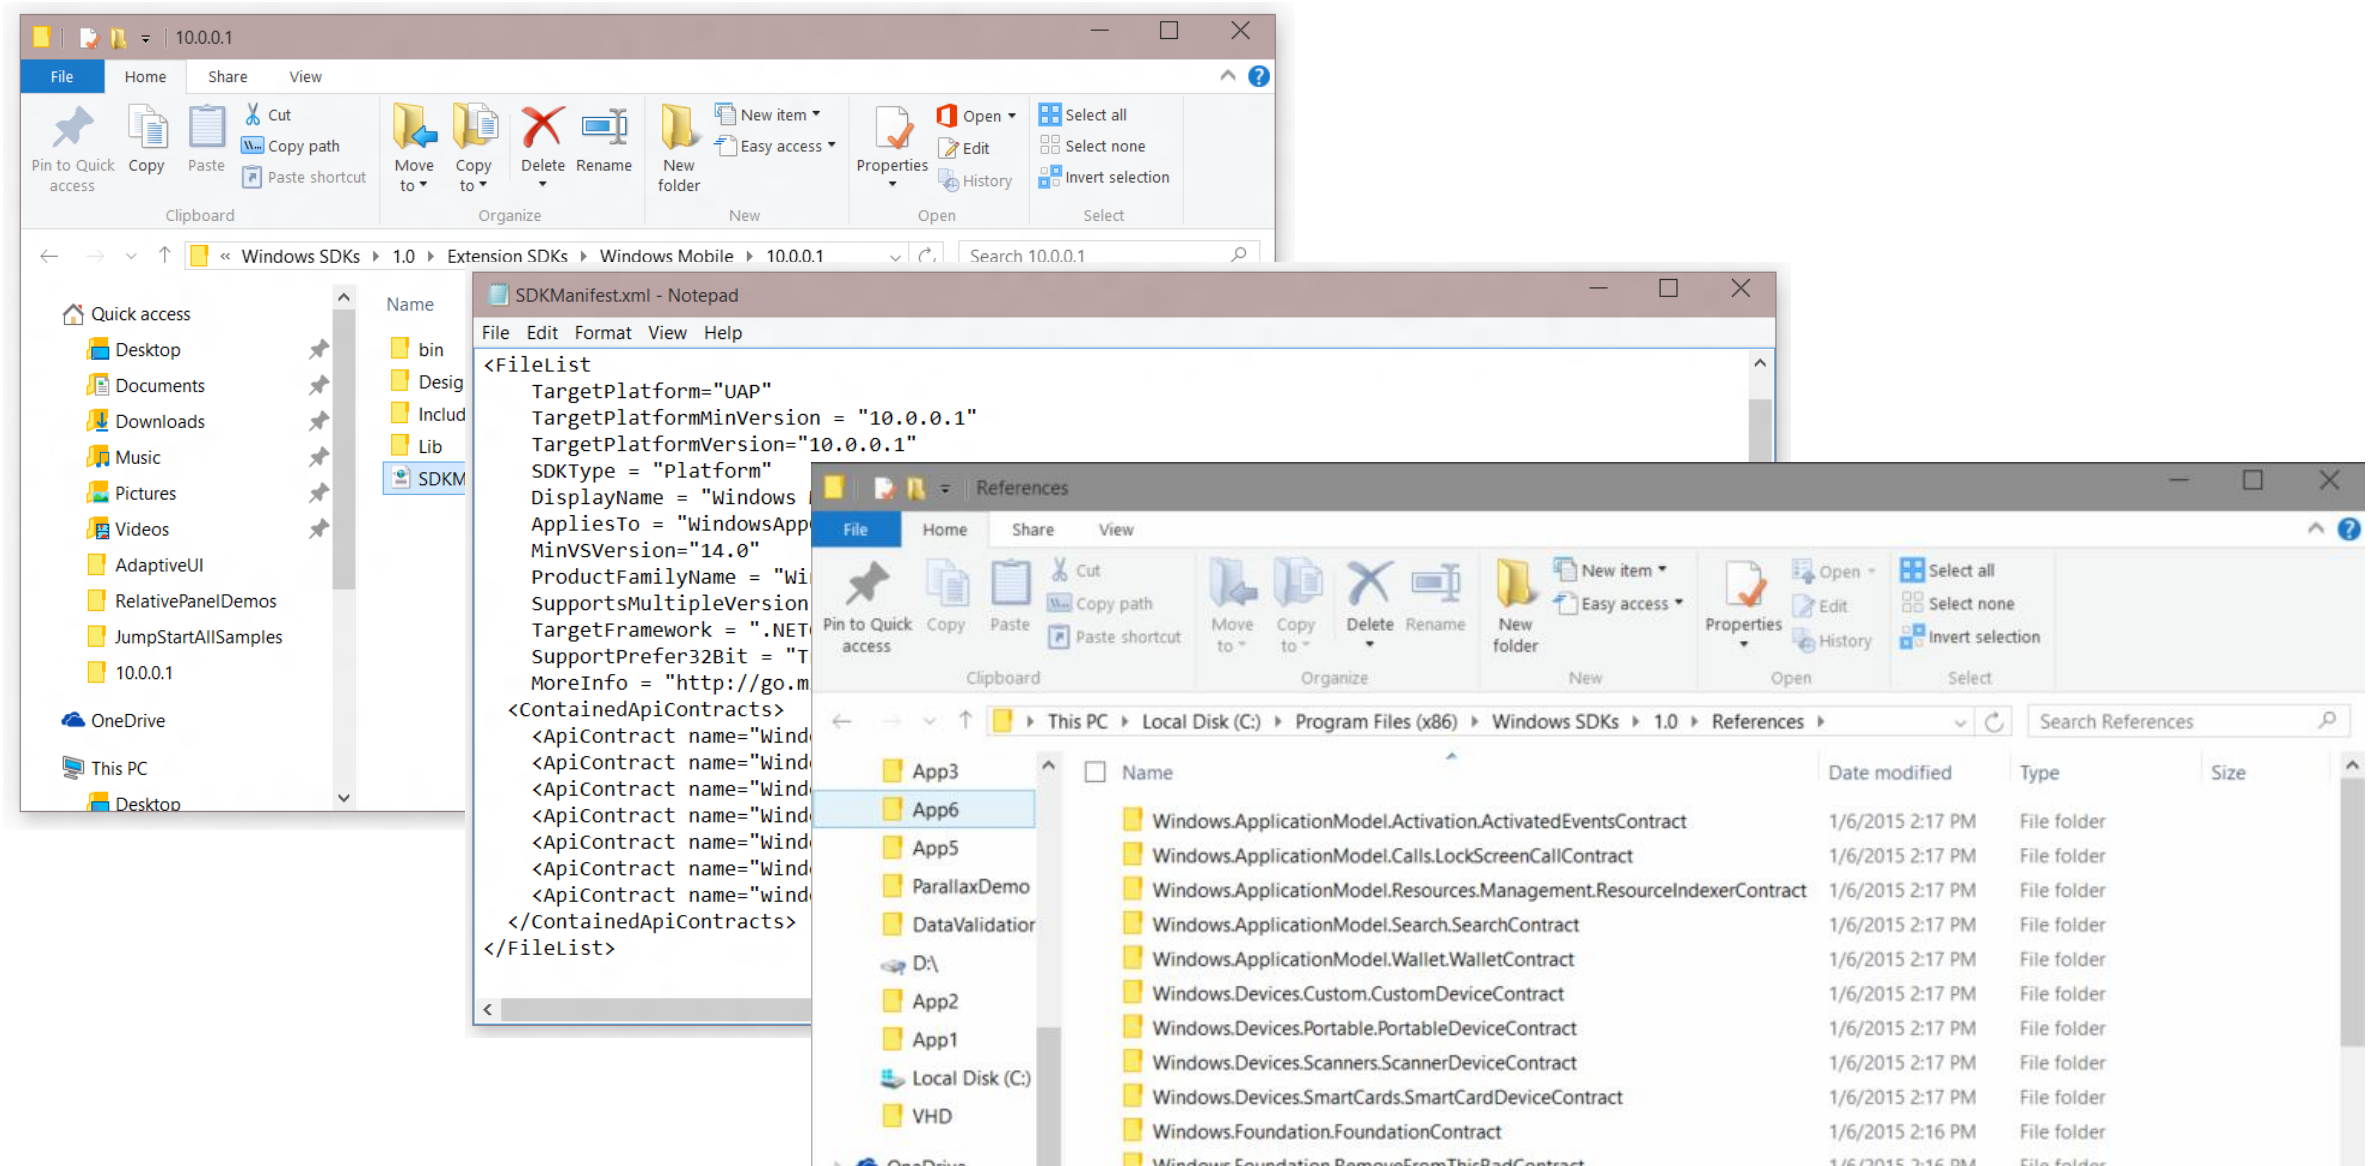 10.0.0.1
File Home Share View
Pin to Quick access
Copy
Paste
Cut
Copy path
Paste shortcut
Clipboard
Move to
Copy to
Delete
Rename
Organize
New folder
New item
Easy access
New
Properties
Open
Edit
History
Open
Select all
Select none
Invert selection
Select
« Windows SDKs 1.0 Extension SDKs Windows Mobile 10.0.0.1
Search 10.0.0.1
Quick access
Desktop
Documents
Downloads
Music
Pictures
Videos
AdaptiveUI
RelativePanelDemos
JumpStartAllSamples
10.0.0.1
OneDrive
This PC
Desktop
Name
bin
Desig
Includ
Lib
SDKM
SDKManifest.xml - Notepad
File Edit Format View Help
<FileList
TargetPlatform="UAP"
TargetPlatformMinVersion = "10.0.0.1"
TargetPlatformVersion="10.0.0.1"
SDKType = "Platform"
DisplayName = "Windows
AppliesTo = "WindowsApp
MinVSVersion="14.0"
ProductFamilyName = "Wi
SupportsMultipleVersion
TargetFramework = ".NET
SupportPrefer32Bit = "T
MoreInfo = "http://go.m
<ContainedApiContracts>
<ApiContract name="Wind
<ApiContract name="Wind
<ApiContract name="Wind
<ApiContract name="Wind
<ApiContract name="Wind
<ApiContract name="Wind
<ApiContract name="wind
</ContainedApiContracts>
</FileList>
References
File Home Share View
Pin to Quick access
Copy
Paste
Cut
Copy path
Paste shortcut
Clipboard
Move to
Copy to
Delete
Rename
Organize
New folder
New item
Easy access
New
Properties
Open
Edit
History
Open
Select all
Select none
Invert selection
Select
This PC Local Disk (C:) Program Files (x86) Windows SDKs 1.0 References
Search References
App3
App6
App5
ParallaxDemo
DataValidation
D:\
App2
App1
Local Disk (C:)
VHD
OneDrive
Name Date modified Type Size
Windows.ApplicationModel.Activation.ActivatedEventsContract 1/6/2015 2:17 PM File folder
Windows.ApplicationModel.Calls.LockScreenCallContract 1/6/2015 2:17 PM File folder
Windows.ApplicationModel.Resources.Management.ResourceIndexerContract 1/6/2015 2:17 PM File folder
Windows.ApplicationModel.Search.SearchContract 1/6/2015 2:17 PM File folder
Windows.ApplicationModel.Wallet.WalletContract 1/6/2015 2:17 PM File folder
Windows.Devices.Custom.CustomDeviceContract 1/6/2015 2:17 PM File folder
Windows.Devices.Portable.PortableDeviceContract 1/6/2015 2:17 PM File folder
Windows.Devices.Scanners.ScannerDeviceContract 1/6/2015 2:17 PM File folder
Windows.Devices.SmartCards.SmartCardDeviceContract 1/6/2015 2:17 PM File folder
Windows.Foundation.FoundationContract 1/6/2015 2:16 PM File folder
Windows.Foundation.RemoveFromThisPadContract 1/6/2015 2:16 PM File folder